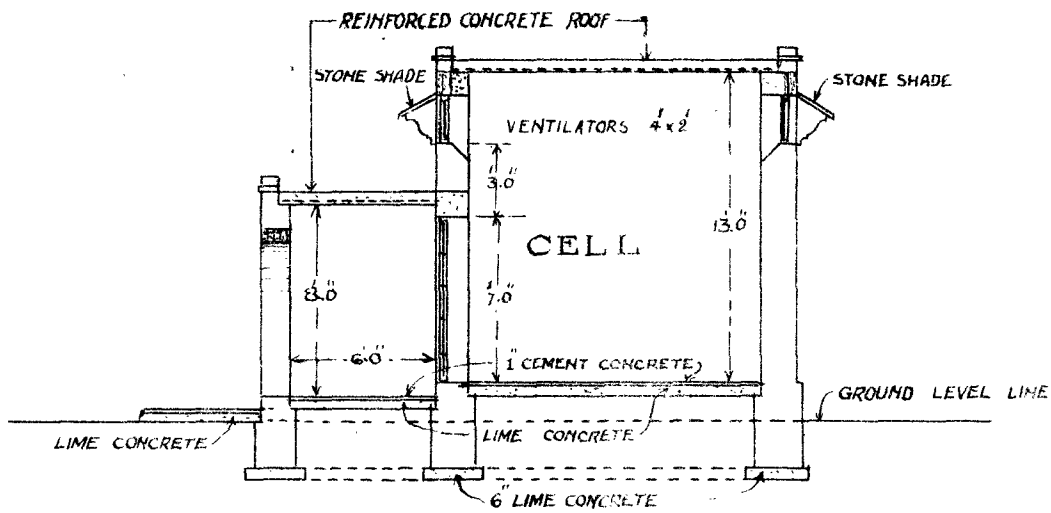 REINFORCED CONCRETE ROOF
STONE SHADE
STONE SHADE
VENTILATORS 4' x 2'
3'.0"
13'.0"
CELL
8'.0"
7'.0"
6'.0"
1" CEMENT CONCRETE
GROUND LEVEL LINE
LIME CONCRETE
LIME CONCRETE
6" LIME CONCRETE